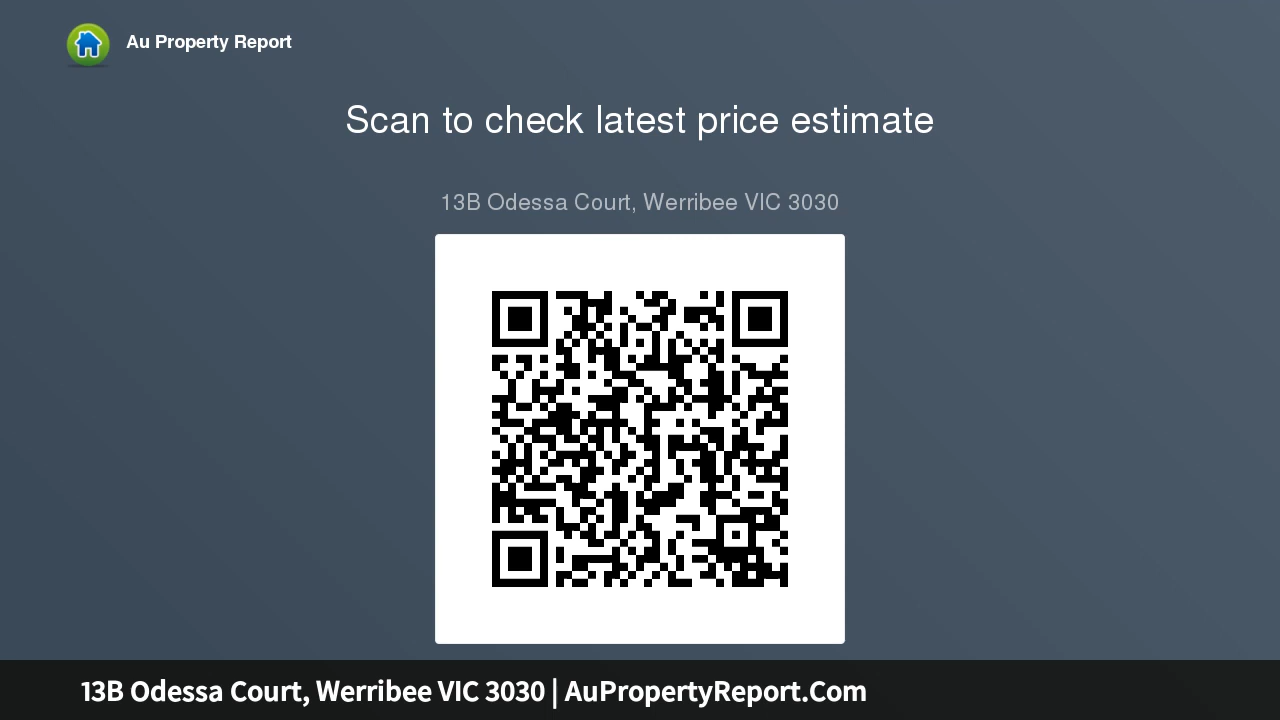 Au Property Report
Scan to check latest price estimate
13B Odessa Court, Werribee VIC 3030
13B Odessa Court, Werribee VIC 3030 | AuPropertyReport.Com